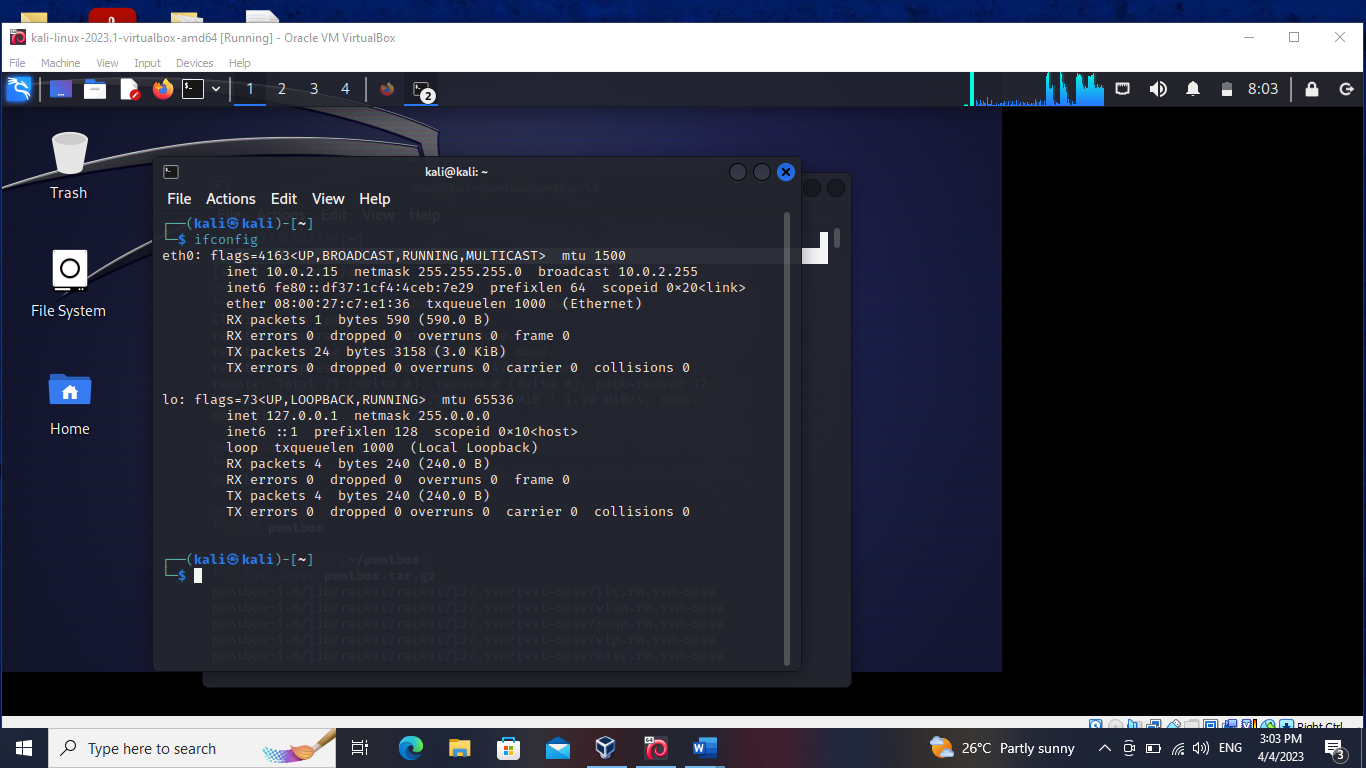 kali-linux-2023.1-virtualbox-amd64 [Running] - Oracle VM VirtualBox
File Machine View Input Devices Help
1 2 3 4 2 8:03
Trash
File System
Home
kali@kali: ~
File Actions Edit View Help
┌──(kali㉿kali)-[~]
└─$ ifconfig
eth0: flags=4163<UP,BROADCAST,RUNNING,MULTICAST>  mtu 1500
inet 10.0.2.15  netmask 255.255.255.0  broadcast 10.0.2.255
inet6 fe80::df37:1cf4:4ceb:7e29  prefixlen 64  scopeid 0×20<link>
ether 08:00:27:c7:e1:36  txqueuelen 1000  (Ethernet)
RX packets 1  bytes 590 (590.0 B)
RX errors 0  dropped 0  overruns 0  frame 0
TX packets 24  bytes 3158 (3.0 KiB)
TX errors 0  dropped 0 overruns 0  carrier 0  collisions 0
lo: flags=73<UP,LOOPBACK,RUNNING>  mtu 65536
inet 127.0.0.1  netmask 255.0.0.0
inet6 ::1  prefixlen 128  scopeid 0×10<host>
loop  txqueuelen 1000  (Local Loopback)
RX packets 4  bytes 240 (240.0 B)
RX errors 0  dropped 0  overruns 0  frame 0
TX packets 4  bytes 240 (240.0 B)
TX errors 0  dropped 0 overruns 0  carrier 0  collisions 0
pentbox
┌──(kali㉿kali)-[~]
~/pentbox
└─$
pentbox.tar.gz
pentbox-1.8/lib/racket/racket/l2/.svn/text-base/llc.rb.svn-base
pentbox-1.8/lib/racket/racket/l2/.svn/text-base/vlan.rb.svn-base
pentbox-1.8/lib/racket/racket/l2/.svn/text-base/snap.rb.svn-base
pentbox-1.8/lib/racket/racket/l2/.svn/text-base/vtp.rb.svn-base
pentbox-1.8/lib/racket/racket/l2/.svn/text-base/misc.rb.svn-base
Right Ctrl
Type here to search
26°C Partly sunny
ENG
3:03 PM
4/4/2023
3